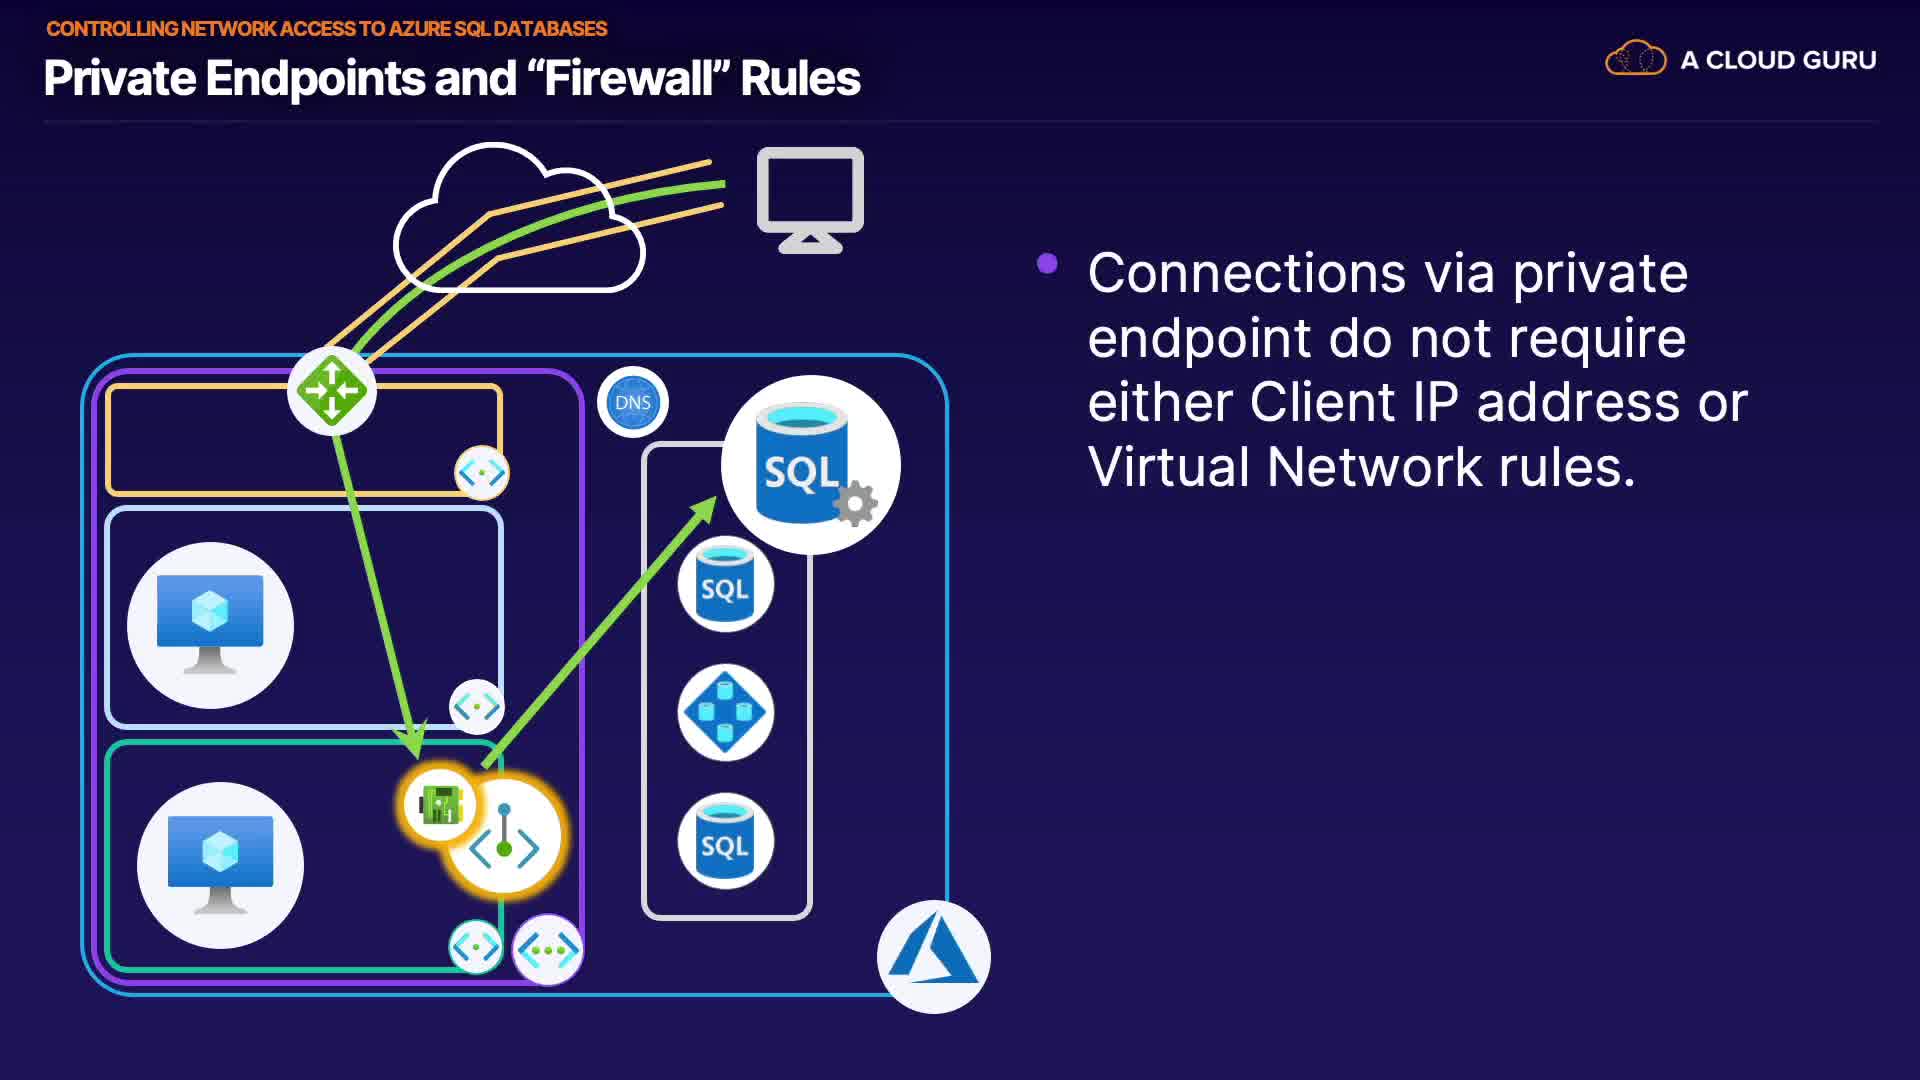 CONTROLLING NETWORK ACCESS TO AZURE SQL DATABASES
Private Endpoints and “Firewall” Rules
A CLOUD GURU
Connections via private
endpoint do not require
either Client IP address or
Virtual Network rules.
DNS
SQL
SQL
SQL